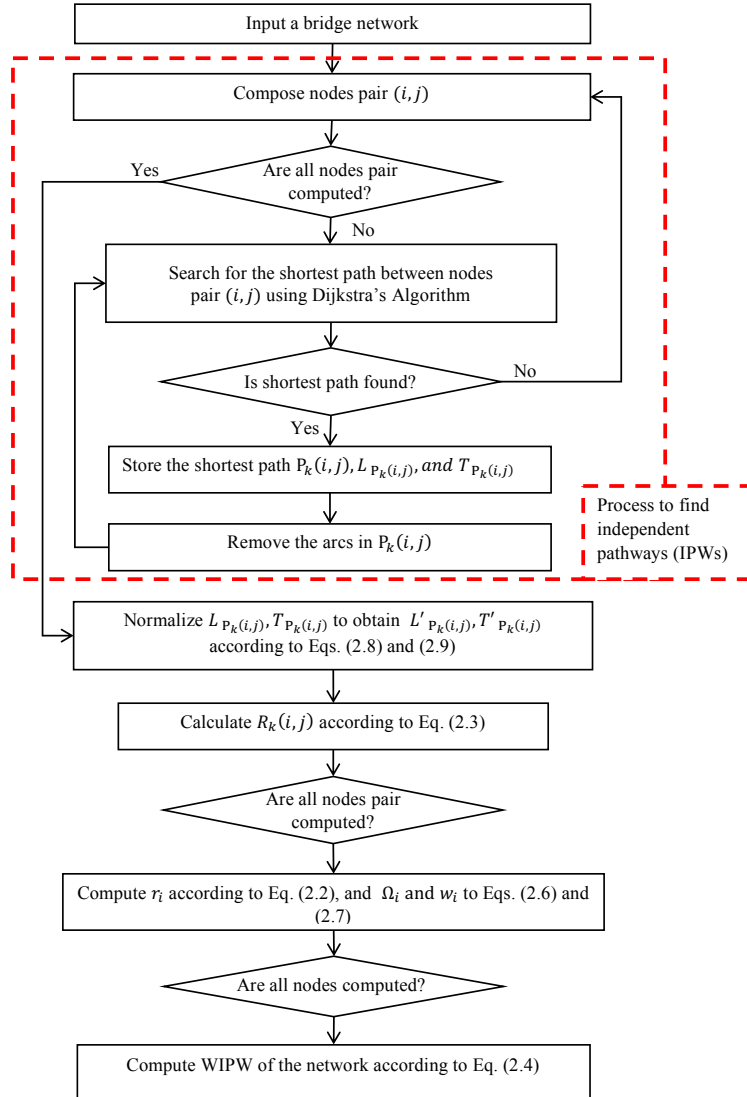 Input a bridge network
Compose nodes pair (i, j)
Yes
Are all nodes pair
computed?
No
Search for the shortest path between nodes
pair (i, j) using Dijkstra's Algorithm
Is shortest path found?
No
Yes
Store the shortest path P_k(i, j), L_{P_k(i,j)}, and T_{P_k(i,j)}
Remove the arcs in P_k(i, j)
Process to find
independent
pathways (IPWs)
Normalize L_{P_k(i,j)}, T_{P_k(i,j)} to obtain L'_{P_k(i,j)}, T'_{P_k(i,j)}
according to Eqs. (2.8) and (2.9)
Calculate R_k(i, j) according to Eq. (2.3)
Are all nodes pair
computed?
Compute r_i according to Eq. (2.2), and Ω_i and w_i to Eqs. (2.6) and
(2.7)
Are all nodes computed?
Compute WIPW of the network according to Eq. (2.4)